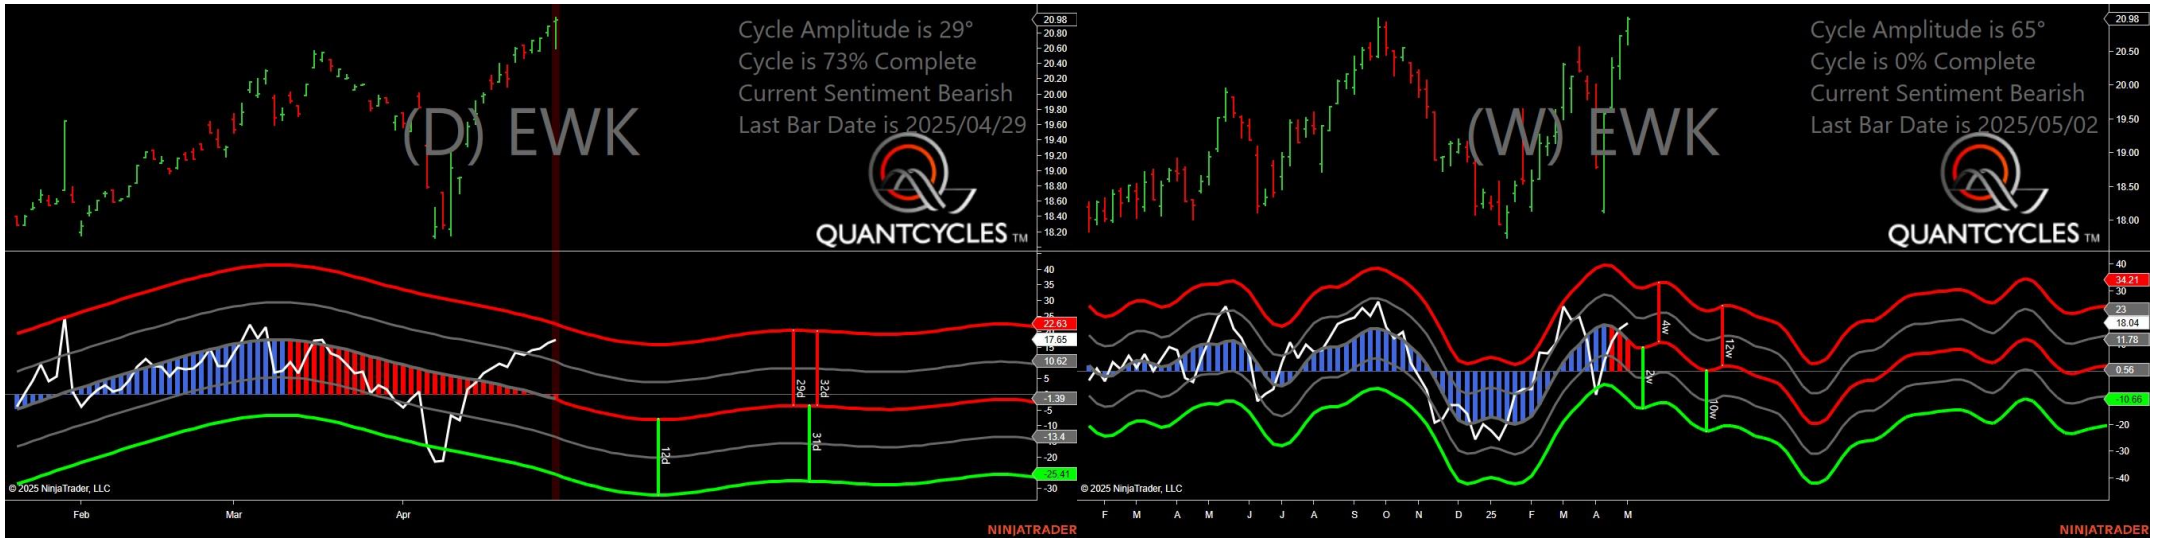 Cycle Amplitude is 29°
Cycle is 73% Complete
Current Sentiment Bearish
Last Bar Date is 2025/04/29
(D) EWK
QUANTCYCLES TM
20.98
20.80
20.60
20.40
20.20
20.00
19.80
19.60
19.40
19.20
19.00
18.80
18.60
18.40
18.20
40
35
30
25
22.63
17.65
15
10.62
5
-1.39
-5
-10
-13.4
-20
-25.41
-30
29d
32d
12d
31d
© 2025 NinjaTrader, LLC
Feb
Mar
Apr
NINJATRADER
Cycle Amplitude is 65°
Cycle is 0% Complete
Current Sentiment Bearish
Last Bar Date is 2025/05/02
(W) EWK
QUANTCYCLES TM
20.98
20.50
20.00
19.50
19.00
18.50
18.00
40
34.21
30
23
18.04
11.78
0.56
-10.66
-20
-30
-40
4w
12w
2w
10w
© 2025 NinjaTrader, LLC
F M A M J J A S O N D 25 F M A M
NINJATRADER